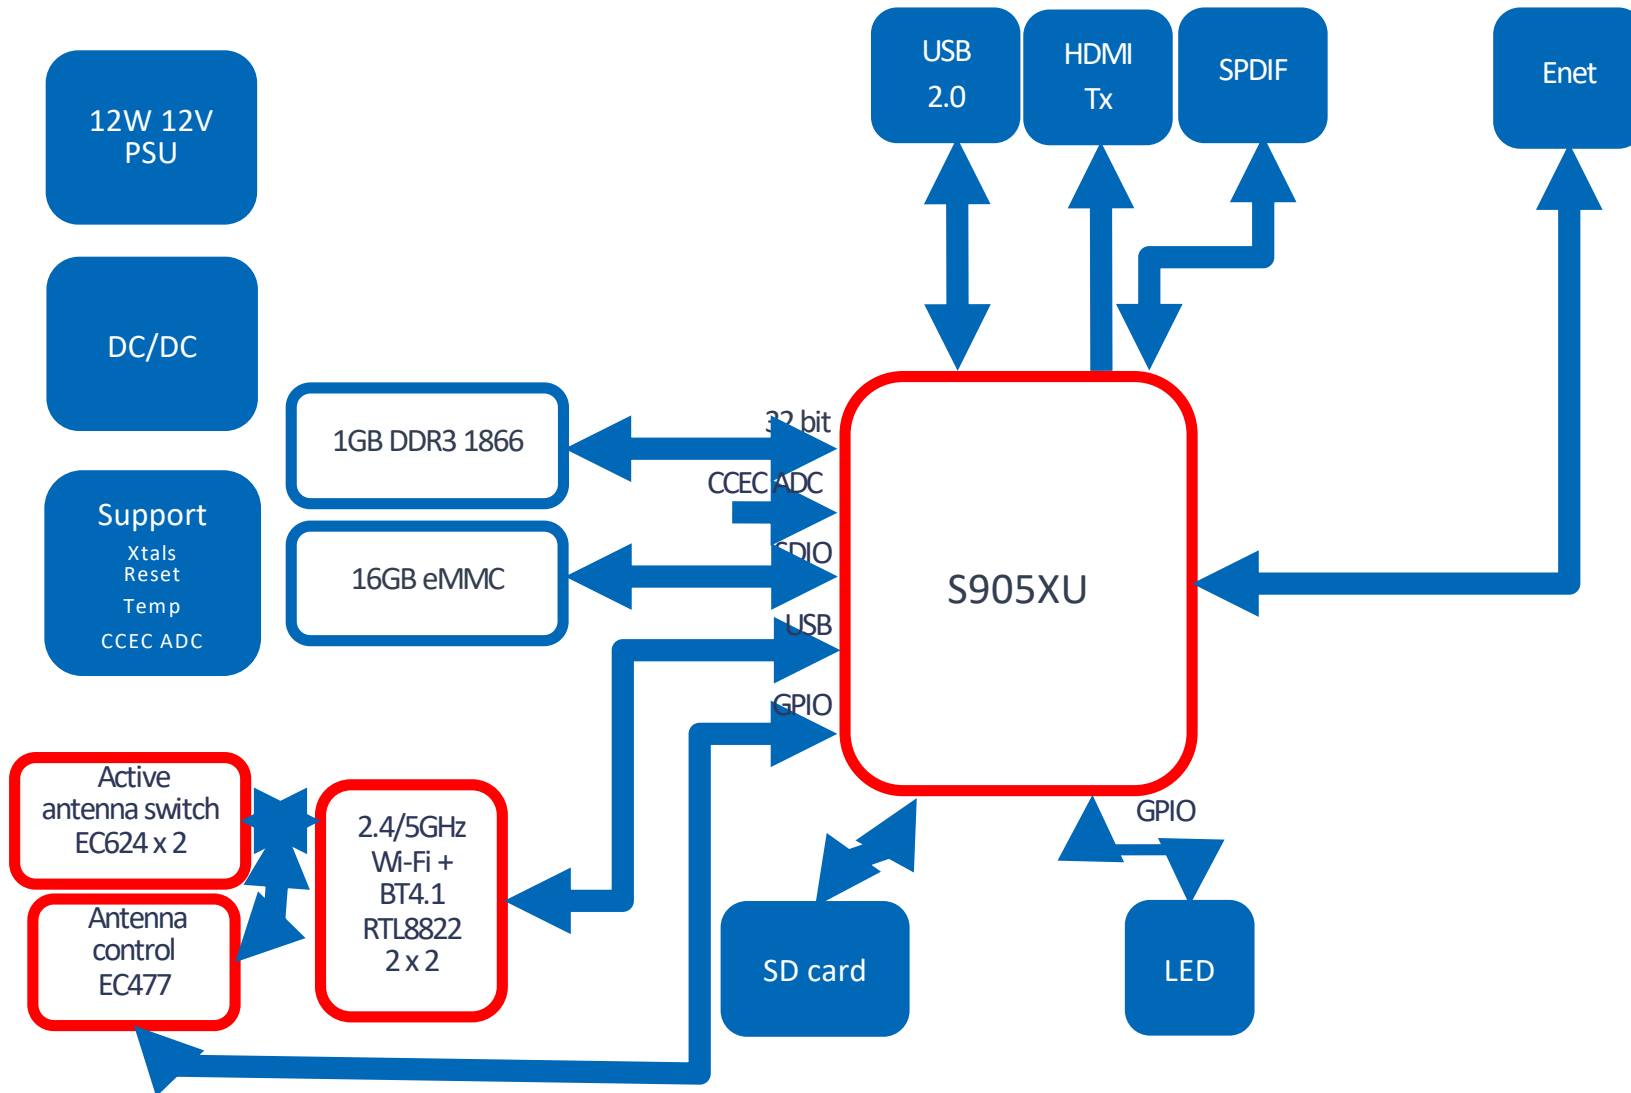 USB
2.0
HDMI
Tx
SPDIF
Enet
12W 12V
PSU
DC/DC
Support
Xtals
Reset
Temp
CCEC ADC
1GB DDR3 1866
16GB eMMC
32 bit
CCEC ADC
SDIO
USB
GPIO
S905XU
Active
antenna switch
EC624 x 2
Antenna
control
EC477
2.4/5GHz
Wi-Fi +
BT4.1
RTL8822
2 x 2
GPIO
SD card
LED